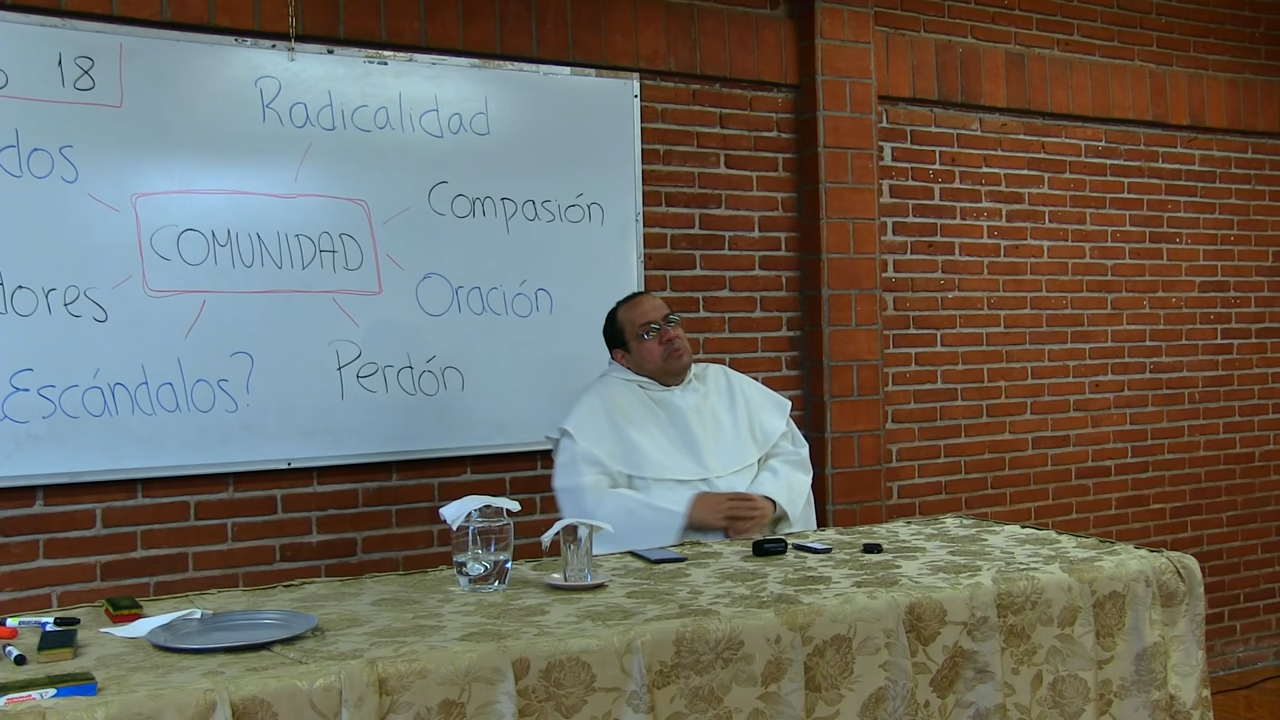 18
Radicalidad
dos
Compasión
COMUNIDAD
Oración
dores
Perdón
¿Escándalos?